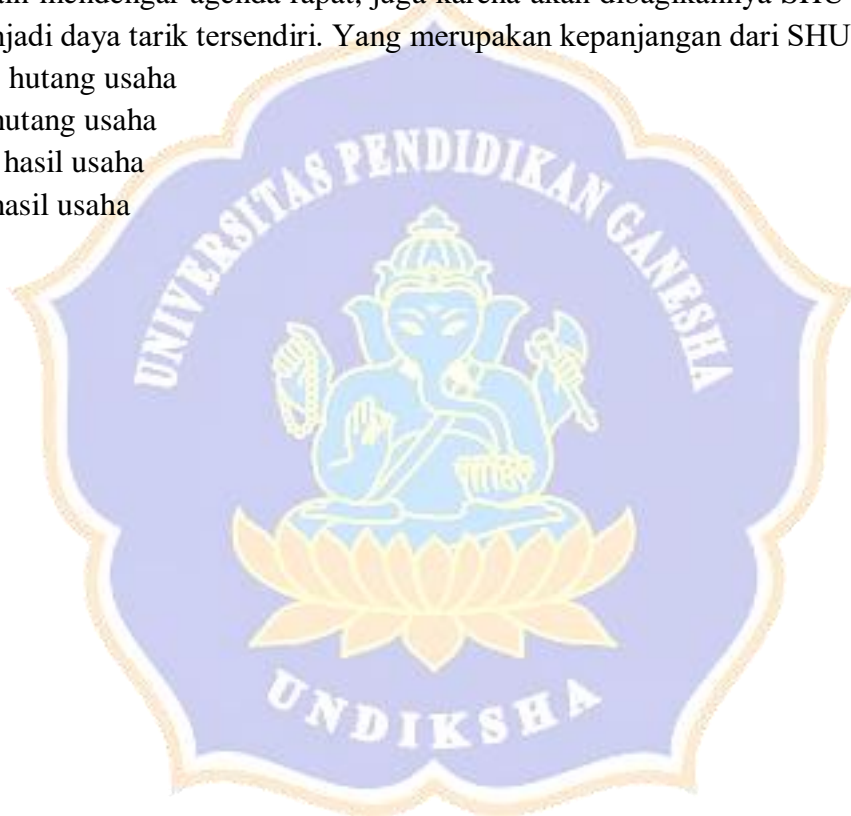 mendengar agenda rapat, juga karena akan dibagikannya SHU
daya tarik tersendiri. Yang merupakan kepanjangan dari SHU
hutang usaha
hutang usaha
hasil usaha
hasil usaha
UNIVERSITAS PENDIDIKAN GANESHA
UNDIKSHA